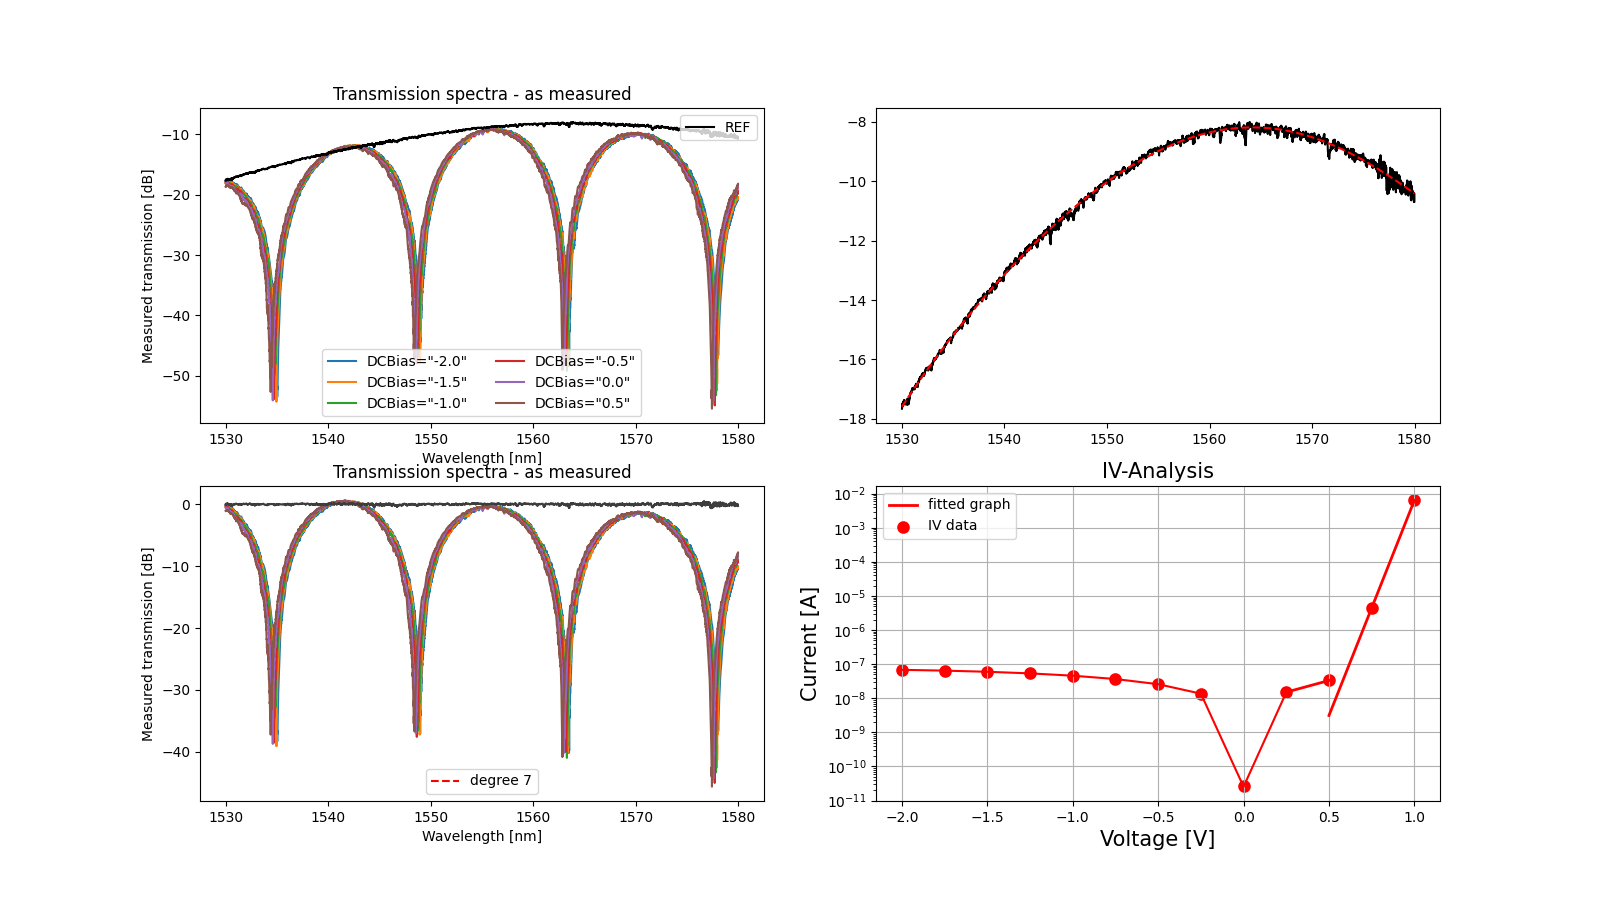 Transmission spectra - as measured
Measured transmission [dB]
−10
−20
−30
−40
−50
REF
DCBias="-2.0"
DCBias="-1.5"
DCBias="-1.0"
DCBias="-0.5"
DCBias="0.0"
DCBias="0.5"
1530 1540 1550 1560 1570 1580
Wavelength [nm]
−8
−10
−12
−14
−16
−18
1530 1540 1550 1560 1570 1580
Transmission spectra - as measured
Measured transmission [dB]
0
−10
−20
−30
−40
degree 7
1530 1540 1550 1560 1570 1580
Wavelength [nm]
IV-Analysis
Current [A]
10⁻²
10⁻³
10⁻⁴
10⁻⁵
10⁻⁶
10⁻⁷
10⁻⁸
10⁻⁹
10⁻¹⁰
10⁻¹¹
fitted graph
IV data
−2.0 −1.5 −1.0 −0.5 0.0 0.5 1.0
Voltage [V]